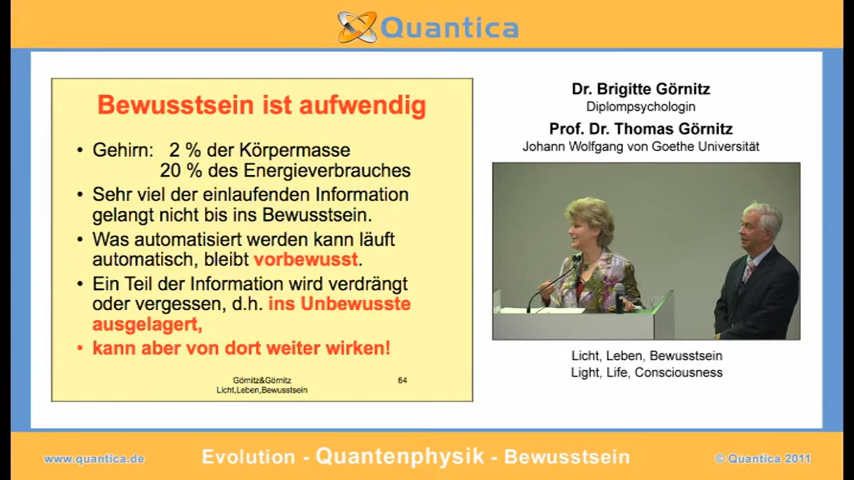 Quantica
Bewusstsein ist aufwendig
• Gehirn: 2 % der Körpermasse
20 % des Energieverbrauches
• Sehr viel der einlaufenden Information
gelangt nicht bis ins Bewusstsein.
• Was automatisiert werden kann läuft
automatisch, bleibt vorbewusst.
• Ein Teil der Information wird verdrängt
oder vergessen, d.h. ins Unbewusste
ausgelagert,
• kann aber von dort weiter wirken!
Görnitz&Görnitz
Licht,Leben,Bewusstsein
64
Dr. Brigitte Görnitz
Diplompsychologin
Prof. Dr. Thomas Görnitz
Johann Wolfgang von Goethe Universität
Licht, Leben, Bewusstsein
Light, Life, Consciousness
www.quantica.de
Evolution - Quantenphysik - Bewusstsein
© Quantica 2011